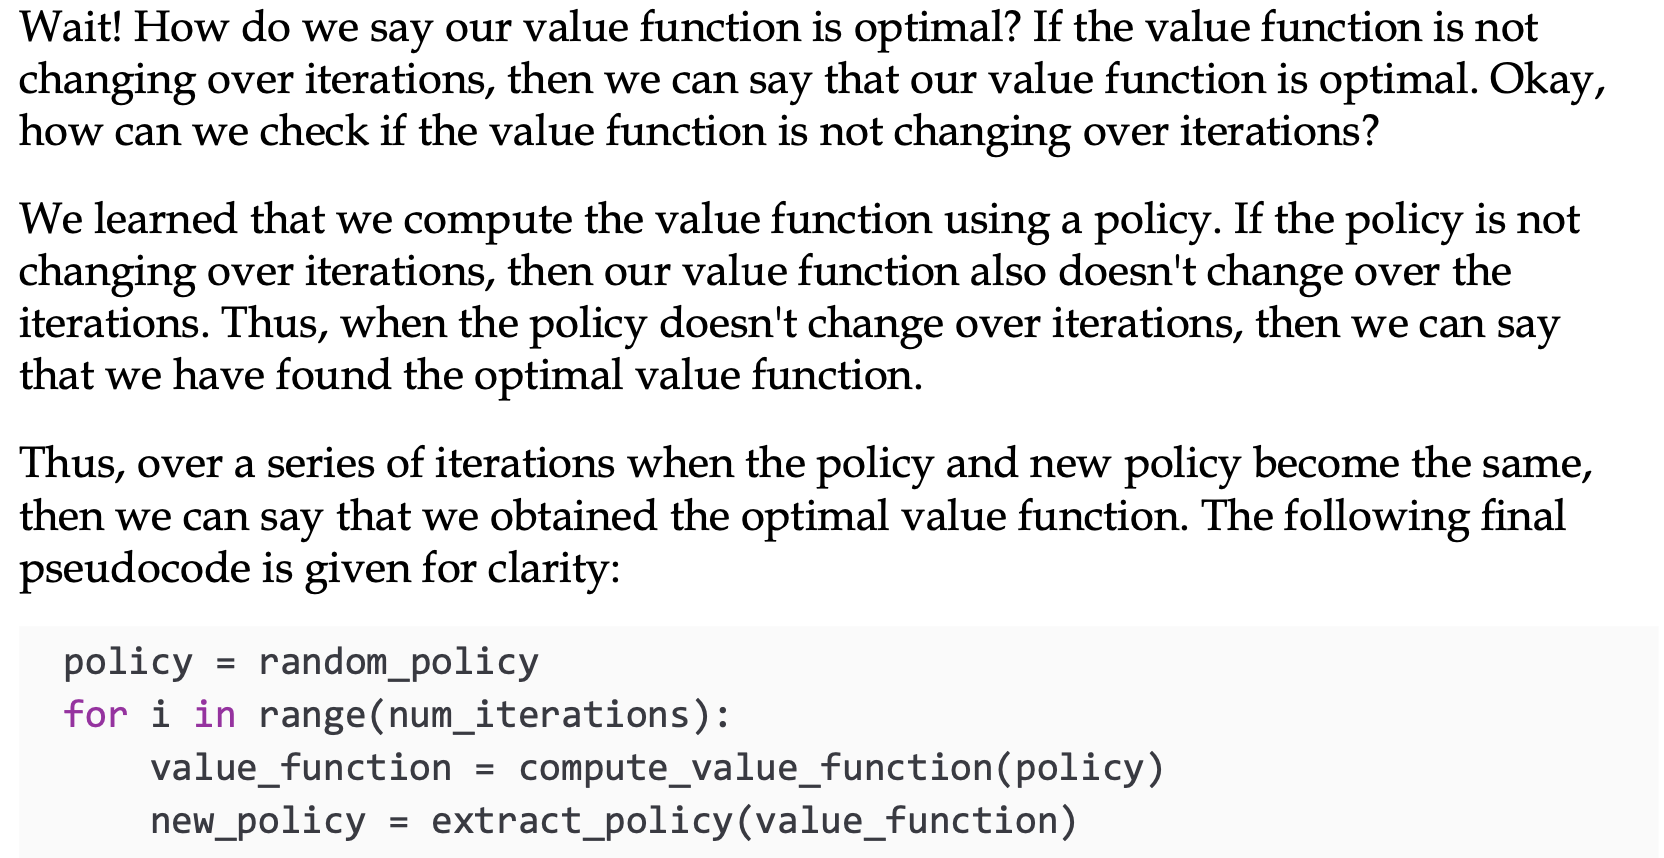 Wait! How do we say our value function is optimal? If the value function is not
changing over iterations, then we can say that our value function is optimal. Okay,
how can we check if the value function is not changing over iterations?
We learned that we compute the value function using a policy. If the policy is not
changing over iterations, then our value function also doesn't change over the
iterations. Thus, when the policy doesn't change over iterations, then we can say
that we have found the optimal value function.
Thus, over a series of iterations when the policy and new policy become the same,
then we can say that we obtained the optimal value function. The following final
pseudocode is given for clarity:
policy = random_policy
for i in range(num_iterations):
    value_function = compute_value_function(policy)
    new_policy = extract_policy(value_function)